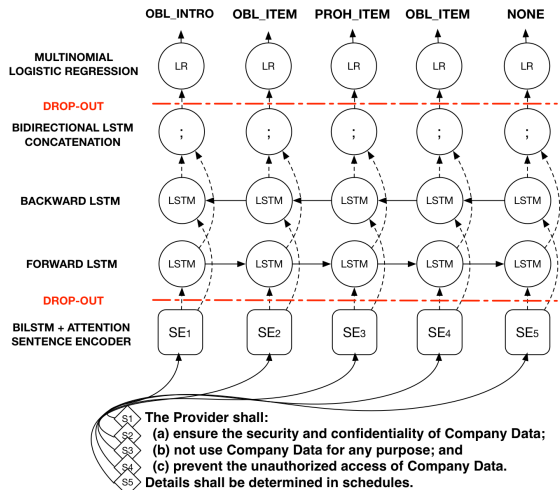 OBL_INTRO OBL_ITEM PROH_ITEM OBL_ITEM NONE
MULTINOMIAL
LOGISTIC REGRESSION
LR LR LR LR LR
DROP-OUT
BIDIRECTIONAL LSTM
CONCATENATION
; ; ; ; ;
BACKWARD LSTM
LSTM LSTM LSTM LSTM LSTM
FORWARD LSTM
LSTM LSTM LSTM LSTM LSTM
DROP-OUT
BILSTM + ATTENTION
SENTENCE ENCODER
SE1 SE2 SE3 SE4 SE5
S1 The Provider shall:
S2 (a) ensure the security and confidentiality of Company Data;
S3 (b) not use Company Data for any purpose; and
S4 (c) prevent the unauthorized access of Company Data.
S5 Details shall be determined in schedules.